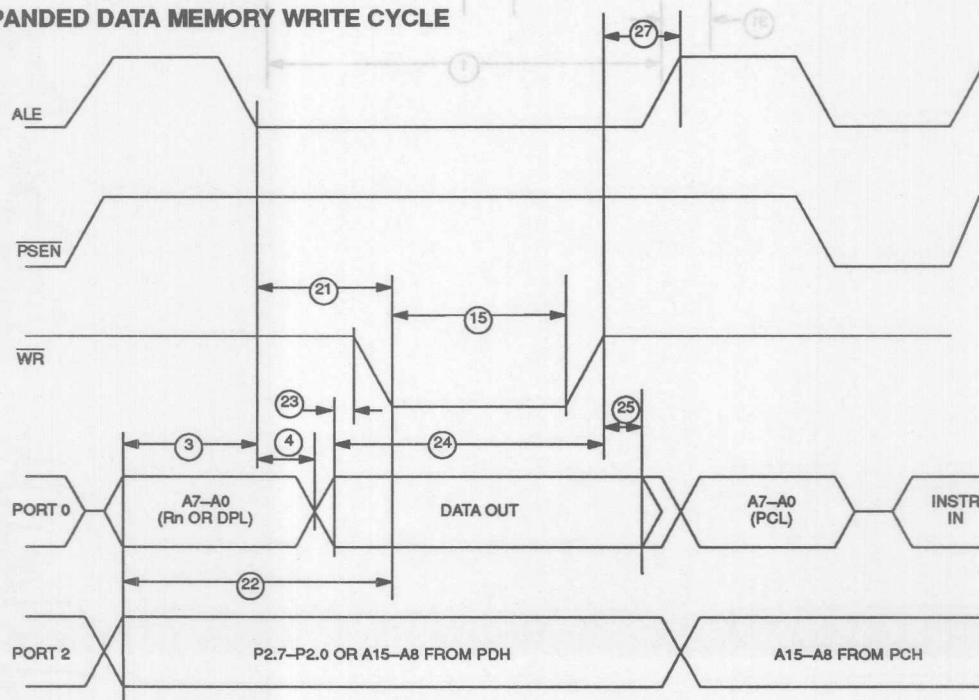 PANDED DATA MEMORY WRITE CYCLE
27
ALE
PSEN
21
15
WR
23
25
3
4
24
PORT 0
A7–A0
(Rn OR DPL)
DATA OUT
A7–A0
(PCL)
INSTR
IN
22
PORT 2
P2.7–P2.0 OR A15–A8 FROM PDH
A15–A8 FROM PCH